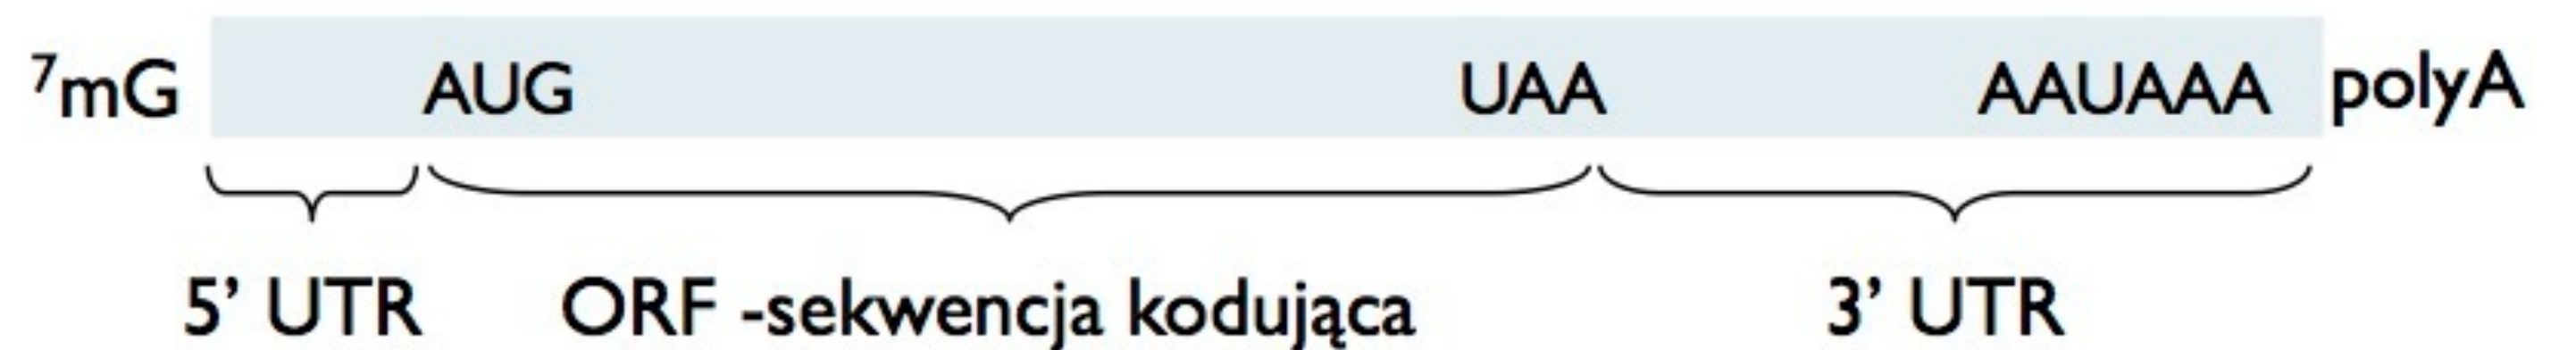 ⁷mG AUG UAA AAUAAA polyA
5’ UTR ORF -sekwencja kodująca 3’ UTR